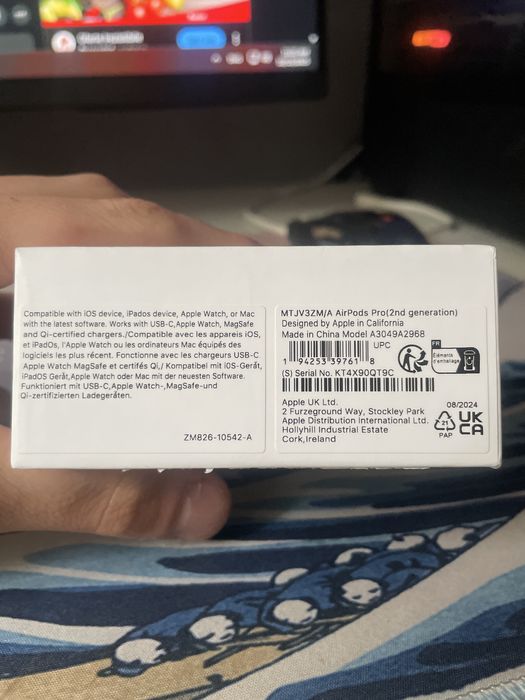 Compatible with iOS device, iPados device, Apple Watch, or Mac
with the latest software. Works with USB-C,Apple Watch, MagSafe
and Qi-certified chargers./Compatible avec les appareils iOS,
et iPadOs, l'Apple Watch ou les ordinateurs Mac équipés des
logiciels les plus récent. Fonctionne avec les chargeurs USB-C
Apple Watch MagSafe et certifés Qi,/ Kompatibel mit iOS-Gerät,
iPadOS Gerät,Apple Watch oder Mac mit der neuesten Software.
Funktioniert mit USB-C,Apple Watch-,MagSafe-und
Qi-zertifizierten Ladegeräten.
ZM826-10542-A
MTJV3ZM/A AirPods Pro(2nd generation)
Designed by Apple in California
Made in China Model A3049A2968
UPC
1 94253 39761 8
FR
Éléments
d'emballage
(S) Serial No. KT4X90QT9C
Apple UK Ltd.
2 Furzeground Way, Stockley Park
Apple Distribution International Ltd.
Hollyhill Industrial Estate
Cork,Ireland
08/2024
21
PAP
UK
CA